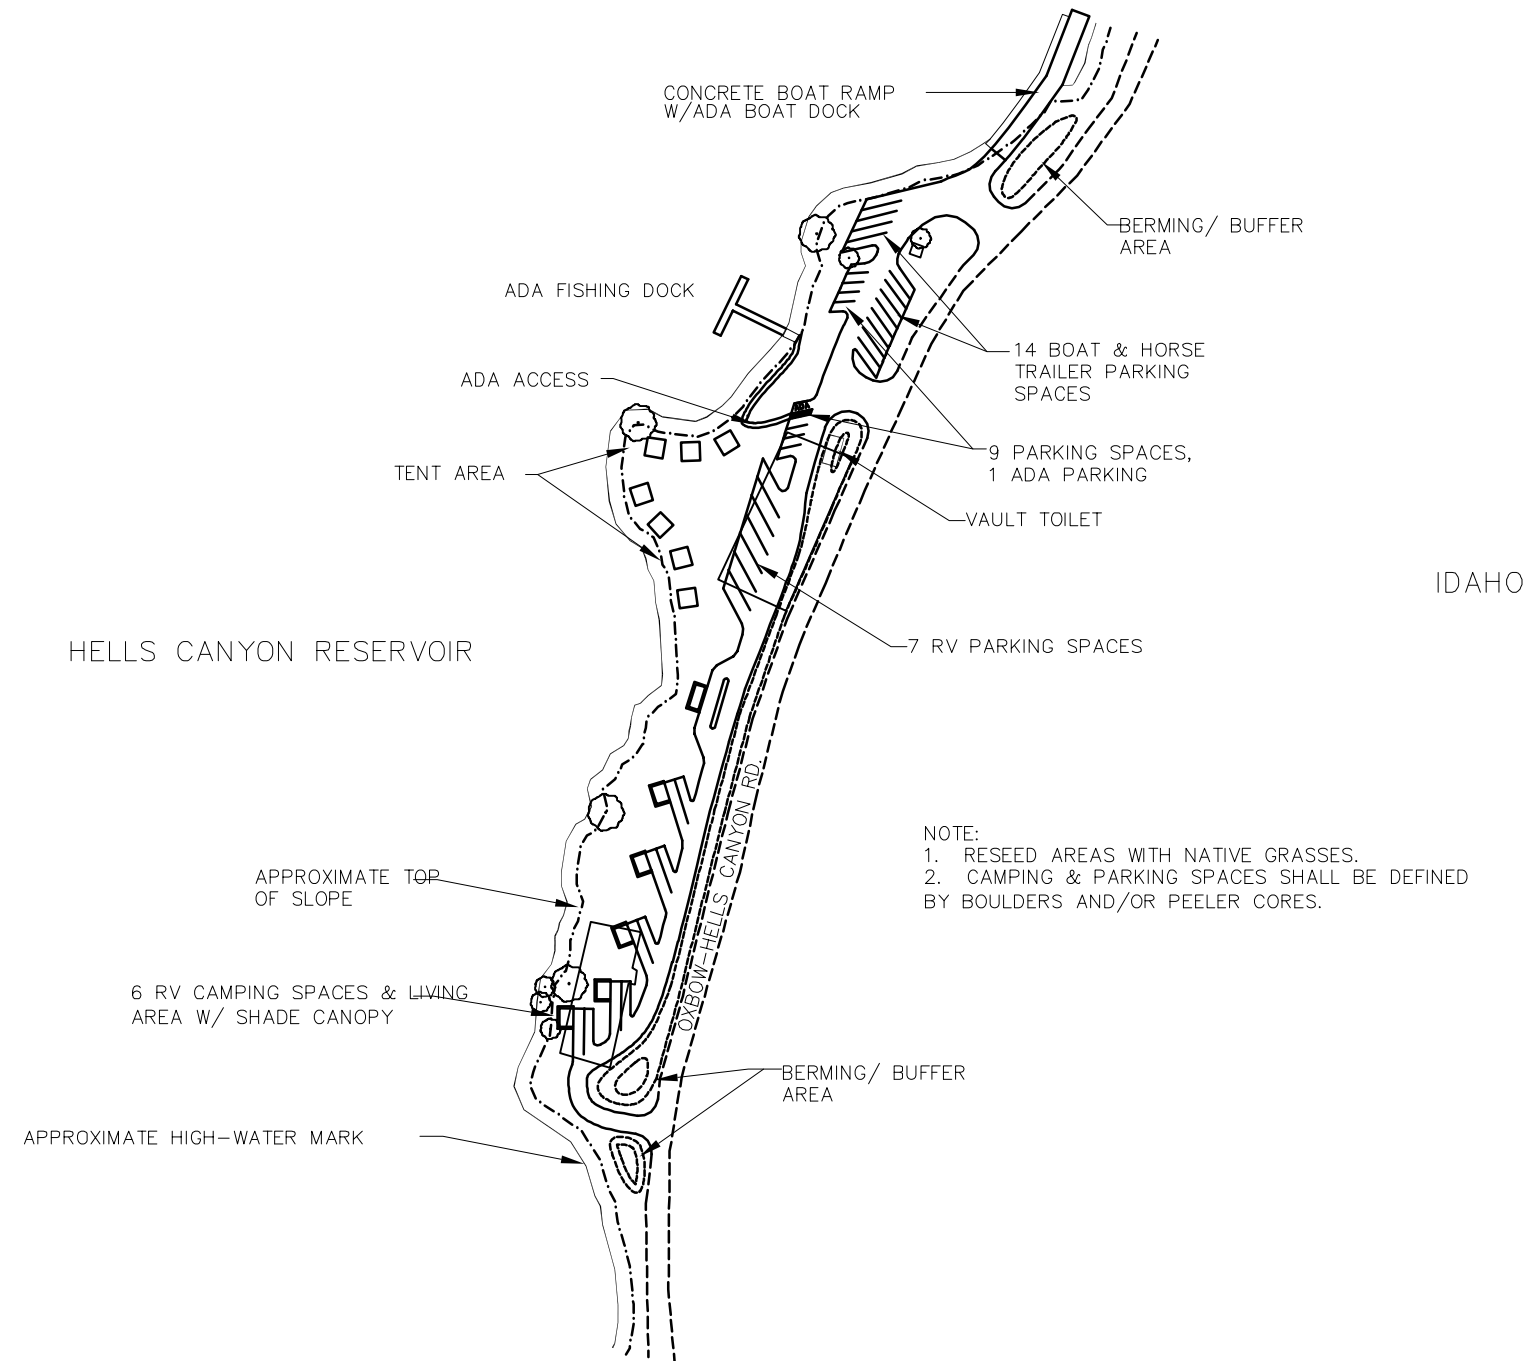 CONCRETE BOAT RAMP
W/ADA BOAT DOCK
BERMING/ BUFFER
AREA
ADA FISHING DOCK
14 BOAT & HORSE
TRAILER PARKING
SPACES
ADA ACCESS
ADA
9 PARKING SPACES,
1 ADA PARKING
TENT AREA
VAULT TOILET
IDAHO
HELLS CANYON RESERVOIR
7 RV PARKING SPACES
OXBOW-HELLS CANYON RD.
NOTE:
1. RESEED AREAS WITH NATIVE GRASSES.
2. CAMPING & PARKING SPACES SHALL BE DEFINED
BY BOULDERS AND/OR PEELER CORES.
APPROXIMATE TOP
OF SLOPE
6 RV CAMPING SPACES & LIVING
AREA W/ SHADE CANOPY
BERMING/ BUFFER
AREA
APPROXIMATE HIGH-WATER MARK